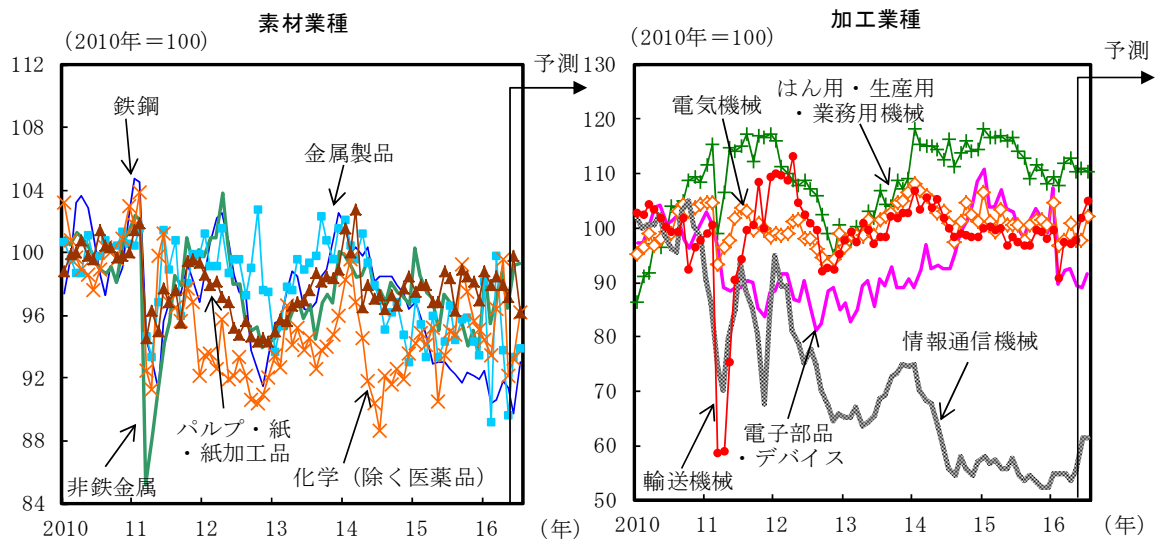 素材業種
（2010年＝100）
予測
112
108
104
100
96
92
88
84
鉄鋼
金属製品
パルプ・紙
・紙加工品
非鉄金属
化学（除く医薬品）
2010 11 12 13 14 15 16 （年）
加工業種
（2010年＝100）
予測
130
120
110
100
90
80
70
60
50
はん用・生産用
・業務用機械
電気機械
情報通信機械
電子部品
・デバイス
輸送機械
2010 11 12 13 14 15 16 （年）